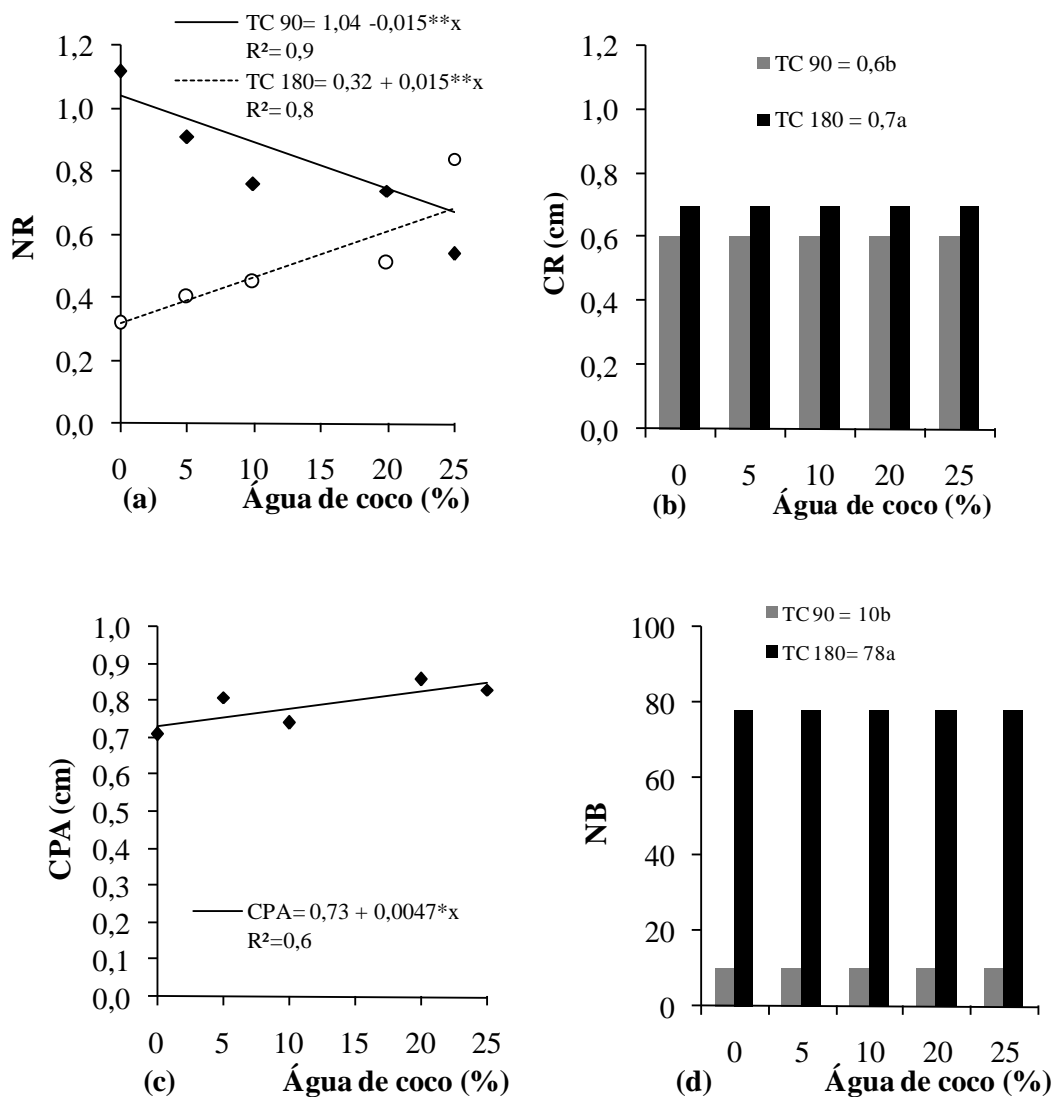 TC 90= 1,04 -0,015**x
R²= 0,9
TC 180= 0,32 + 0,015**x
R²= 0,8
1,2
1,0
0,8
0,6
0,4
0,2
0,0
NR
0 5 10 15 20 25
(a) Água de coco (%)
TC 90 = 0,6b
TC 180 = 0,7a
1,2
1,0
0,8
0,6
0,4
0,2
0,0
CR (cm)
0 5 10 20 25
(b) Água de coco (%)
1,0
0,9
0,8
0,7
0,6
0,5
0,4
0,3
0,2
0,1
0,0
CPA (cm)
CPA= 0,73 + 0,0047*x
R²=0,6
0 5 10 15 20 25
(c) Água de coco (%)
TC 90 = 10b
TC 180= 78a
100
80
60
40
20
0
NB
0 5 10 20 25
(d) Água de coco (%)